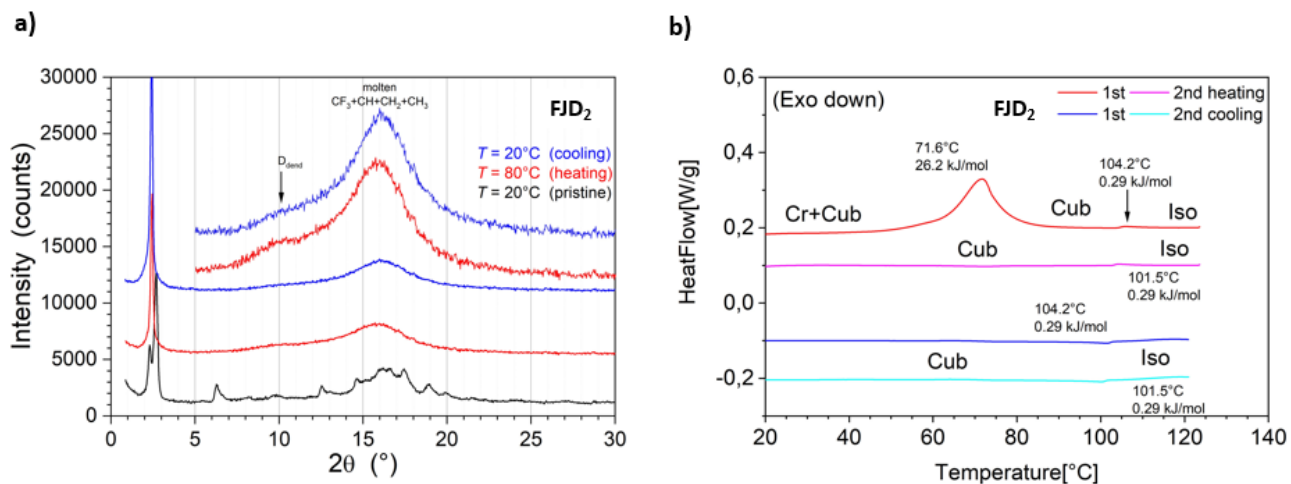 a)
30000
25000
20000
15000
10000
5000
0
Intensity (counts)
molten
CF₃+CH+CH₂+CH₃
FJD₂
D_dend
T = 20°C (cooling)
T = 80°C (heating)
T = 20°C (pristine)
0 5 10 15 20 25 30
2θ (°)
b)
0,6
0,4
0,2
0,0
-0,2
HeatFlow[W/g]
(Exo down)
FJD₂
1st 2nd heating
1st 2nd cooling
71.6°C
26.2 kJ/mol
104.2°C
0.29 kJ/mol
Cr+Cub
Cub
Iso
Cub
Iso
101.5°C
0.29 kJ/mol
104.2°C
0.29 kJ/mol
Cub
Iso
101.5°C
0.29 kJ/mol
20 40 60 80 100 120 140
Temperature[°C]